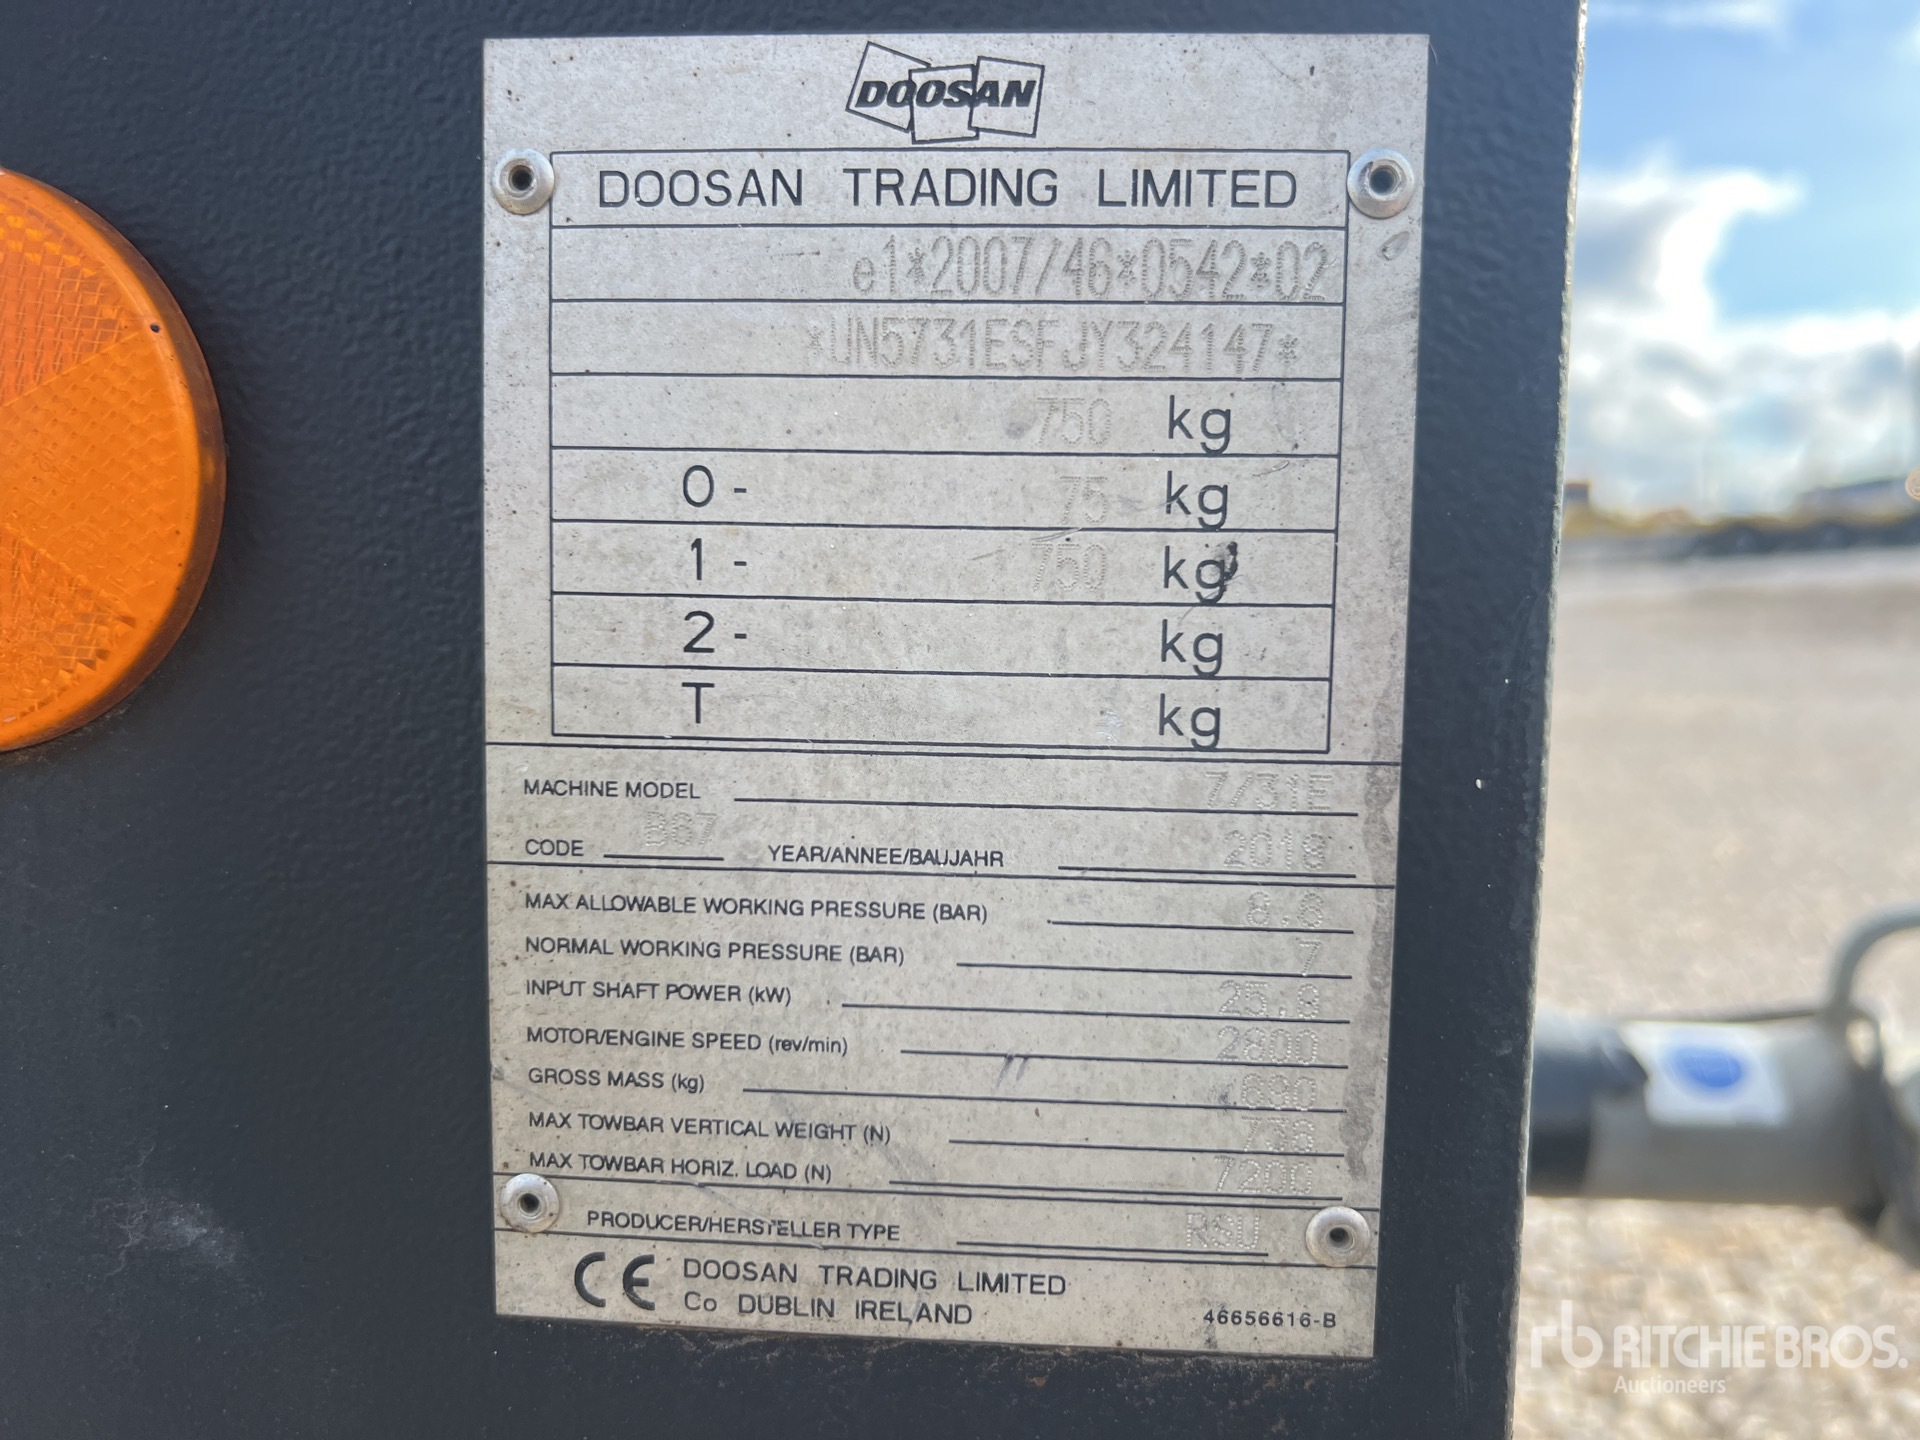 DOOSAN
DOOSAN TRADING LIMITED
e1*2007/46*0542*02
*UN5731ESFJY324147*
750 kg
0- 75 kg
1- 750 kg
2- kg
T kg
MACHINE MODEL 7/31E
CODE B67 YEAR/ANNEE/BAUJAHR 2018
MAX ALLOWABLE WORKING PRESSURE (BAR) 8,6
NORMAL WORKING PRESSURE (BAR) 7
INPUT SHAFT POWER (kW) 25,9
MOTOR/ENGINE SPEED (rev/min) 2800
GROSS MASS (kg)
MAX TOWBAR VERTICAL WEIGHT (N) 736
MAX TOWBAR HORIZ. LOAD (N) 7200
PRODUCER/HERSTELLER TYPE RSU
CE DOOSAN TRADING LIMITED
Co DUBLIN IRELAND
46656616-B
rb RITCHIE BROS.
Auctioneers